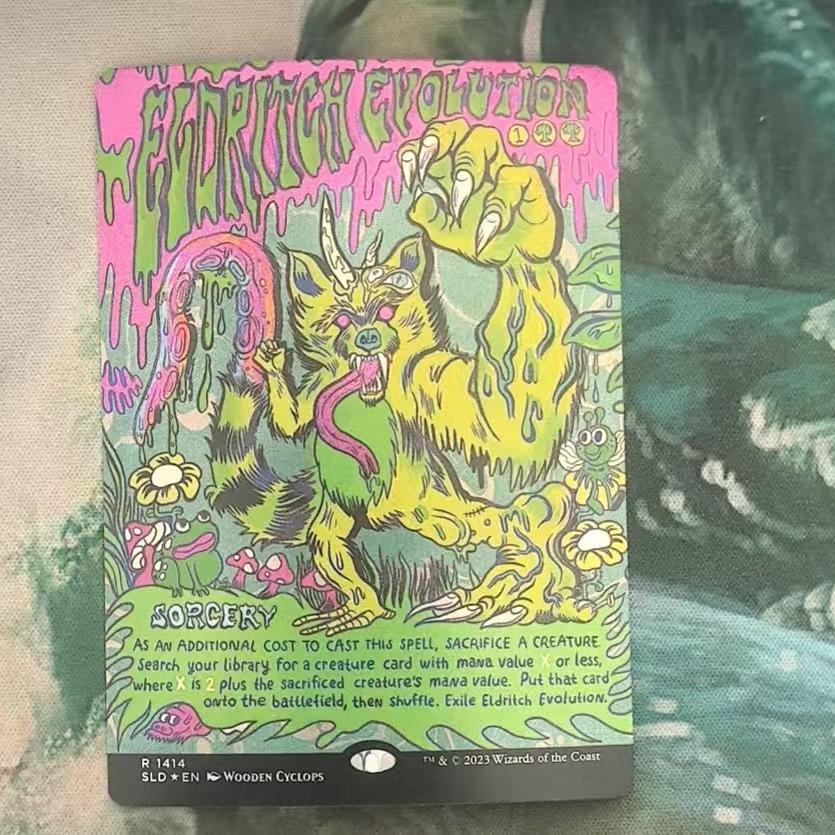 ELDRITCH EVOLUTION
1
SORCERY
AS AN ADDITIONAL COST TO CAST THIS SPELL, SACRIFICE A CREATURE.
Search your library for a creature card with mana value X or less,
where X is 2 plus the sacrificed creature's mana value. Put that card
onto the battlefield, then shuffle. Exile Eldritch Evolution.
R 1414
SLD ★ EN WOODEN CYCLOPS
™ & © 2023 Wizards of the Coast